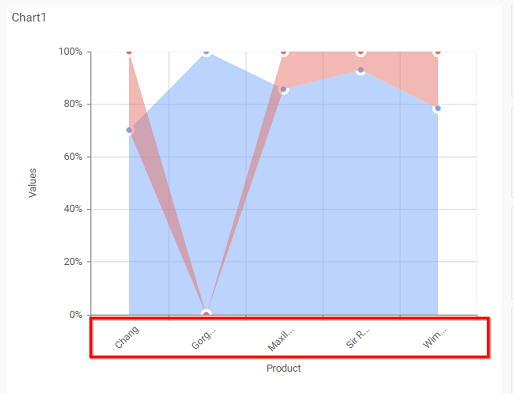 Chart1
100%
80%
60%
40%
20%
0%
Values
Chang
Gorg...
Maxil...
Sir R...
Wim...
Product